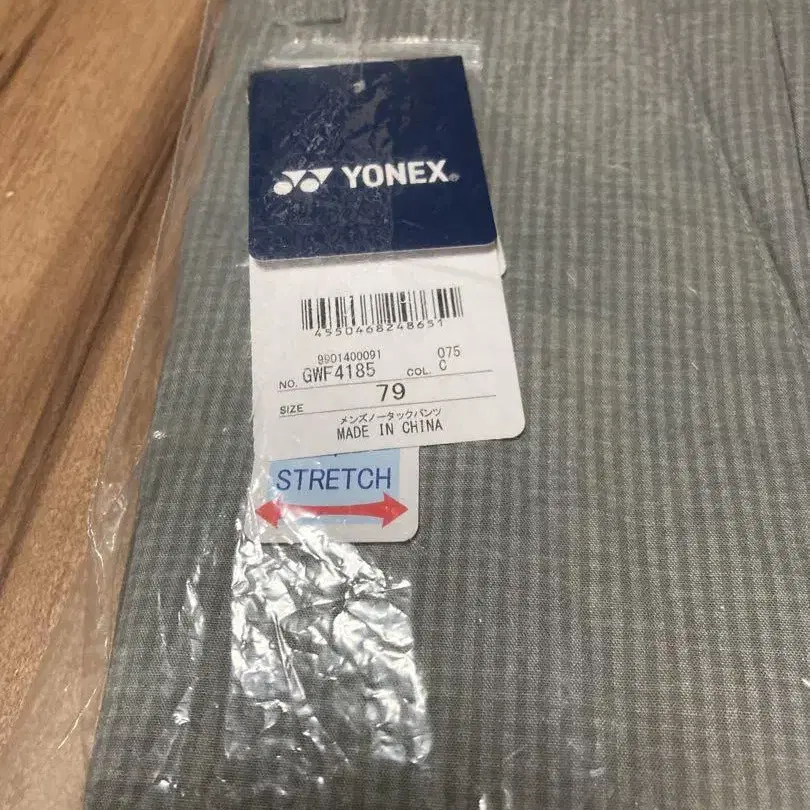 YONEX®
4550468248651
9901400091 075
NO. GWF4185 COL. C
SIZE 79
メンズノータックパンツ
MADE IN CHINA
STRETCH